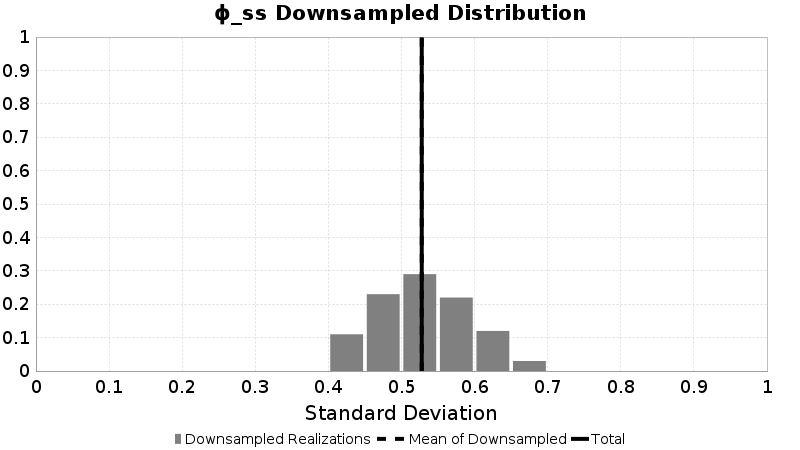 ϕ_ss Downsampled Distribution
1
0.9
0.8
0.7
0.6
0.5
0.4
0.3
0.2
0.1
0
0 0.1 0.2 0.3 0.4 0.5 0.6 0.7 0.8 0.9 1
Standard Deviation
Downsampled Realizations Mean of Downsampled Total